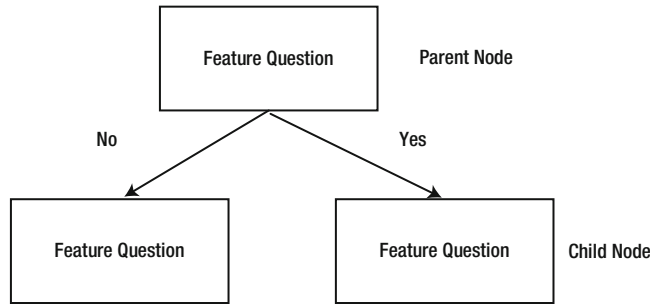 Feature Question
Parent Node
No
Yes
Feature Question
Feature Question
Child Node